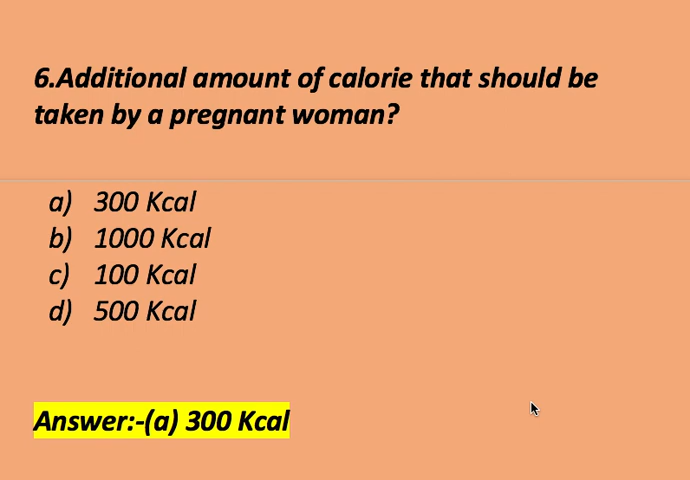 6.Additional amount of calorie that should be
taken by a pregnant woman?
a) 300 Kcal
b) 1000 Kcal
c) 100 Kcal
d) 500 Kcal
Answer:-(a) 300 Kcal